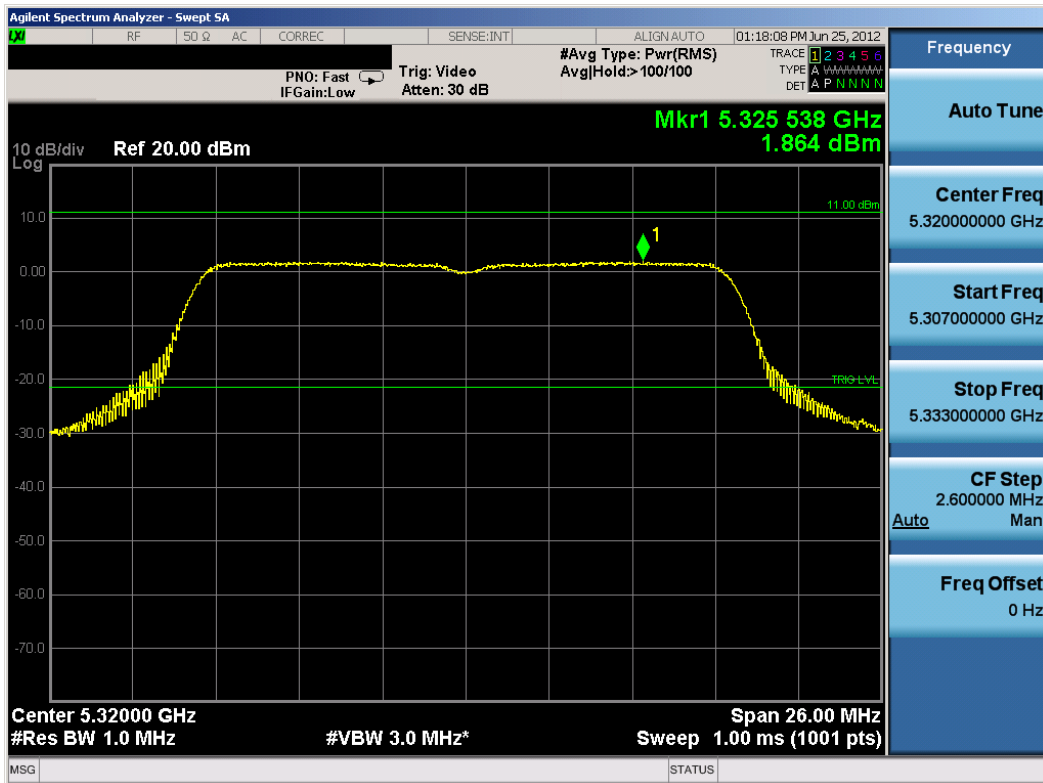 Agilent Spectrum Analyzer - Swept SA
LXI RF 50 Ω AC CORREC SENSE:INT ALIGN AUTO 01:18:08 PM Jun 25, 2012
PNO: Fast
IFGain:Low
Trig: Video
Atten: 30 dB
#Avg Type: Pwr(RMS)
Avg|Hold:>100/100
TRACE 1 2 3 4 5 6
TYPE A WWWWW
DET A P N N N N
Mkr1 5.325 538 GHz
1.864 dBm
10 dB/div Ref 20.00 dBm
Log
11.00 dBm
10.0
1
0.00
-10.0
-20.0
TRIG LVL
-30.0
-40.0
-50.0
-60.0
-70.0
Center 5.32000 GHz Span 26.00 MHz
#Res BW 1.0 MHz #VBW 3.0 MHz* Sweep 1.00 ms (1001 pts)
MSG STATUS
Frequency
Auto Tune
Center Freq
5.320000000 GHz
Start Freq
5.307000000 GHz
Stop Freq
5.333000000 GHz
CF Step
2.600000 MHz
Auto Man
Freq Offset
0 Hz